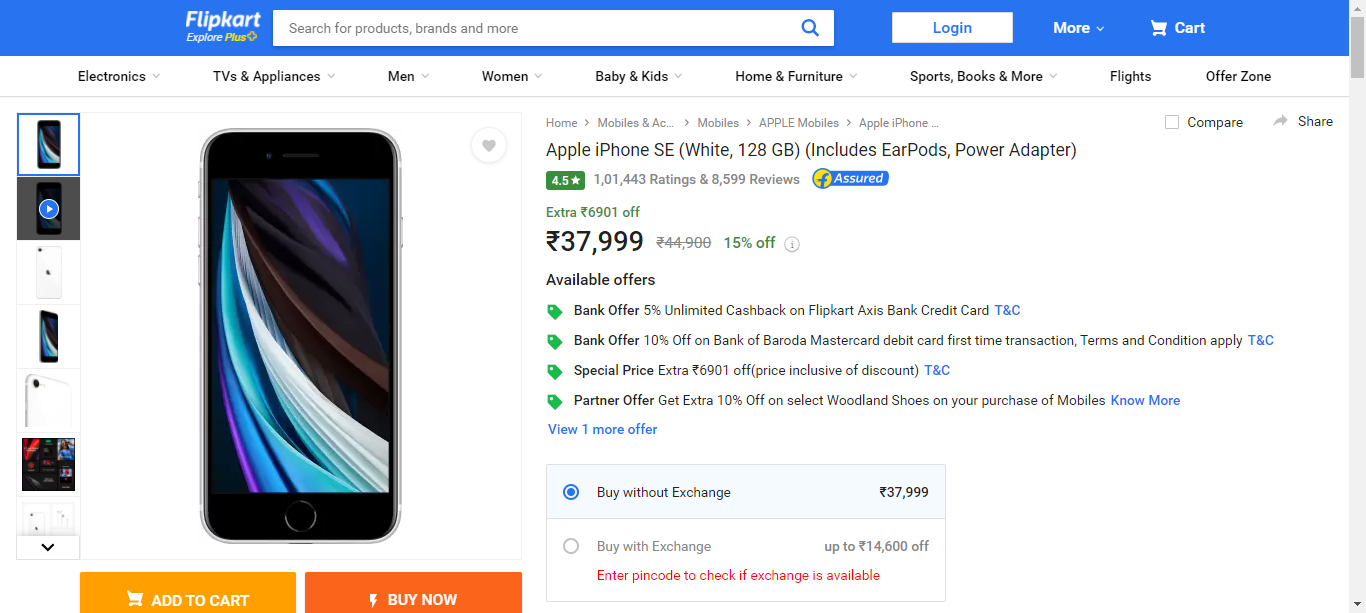 Flipkart
Explore Plus
Search for products, brands and more
Login
More
Cart
Electronics
TVs & Appliances
Men
Women
Baby & Kids
Home & Furniture
Sports, Books & More
Flights
Offer Zone
Home > Mobiles & Ac... > Mobiles > APPLE Mobiles > Apple iPhone ...
Compare
Share
Apple iPhone SE (White, 128 GB) (Includes EarPods, Power Adapter)
4.5★ 1,01,443 Ratings & 8,599 Reviews Assured
Extra ₹6901 off
₹37,999 ₹44,900 15% off
Available offers
Bank Offer 5% Unlimited Cashback on Flipkart Axis Bank Credit Card T&C
Bank Offer 10% Off on Bank of Baroda Mastercard debit card first time transaction, Terms and Condition apply T&C
Special Price Extra ₹6901 off(price inclusive of discount) T&C
Partner Offer Get Extra 10% Off on select Woodland Shoes on your purchase of Mobiles Know More
View 1 more offer
Buy without Exchange ₹37,999
Buy with Exchange up to ₹14,600 off
Enter pincode to check if exchange is available
ADD TO CART
BUY NOW